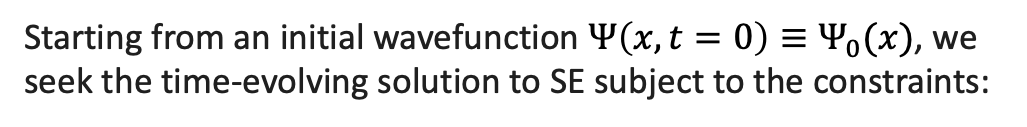 Starting from an initial wavefunction Ψ(x, t = 0) ≡ Ψ₀(x), we
seek the time-evolving solution to SE subject to the constraints: